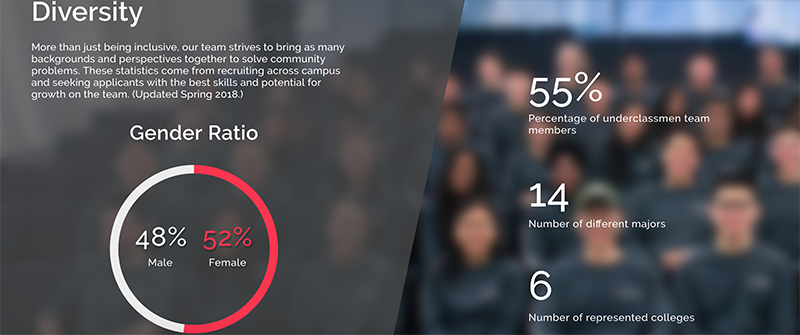 Diversity
More than just being inclusive, our team strives to bring as many
backgrounds and perspectives together to solve community
problems. These statistics come from recruiting across campus
and seeking applicants with the best skills and potential for
growth on the team. (Updated Spring 2018.)
Gender Ratio
48%
Male
52%
Female
55%
Percentage of underclassmen team
members
14
Number of different majors
6
Number of represented colleges